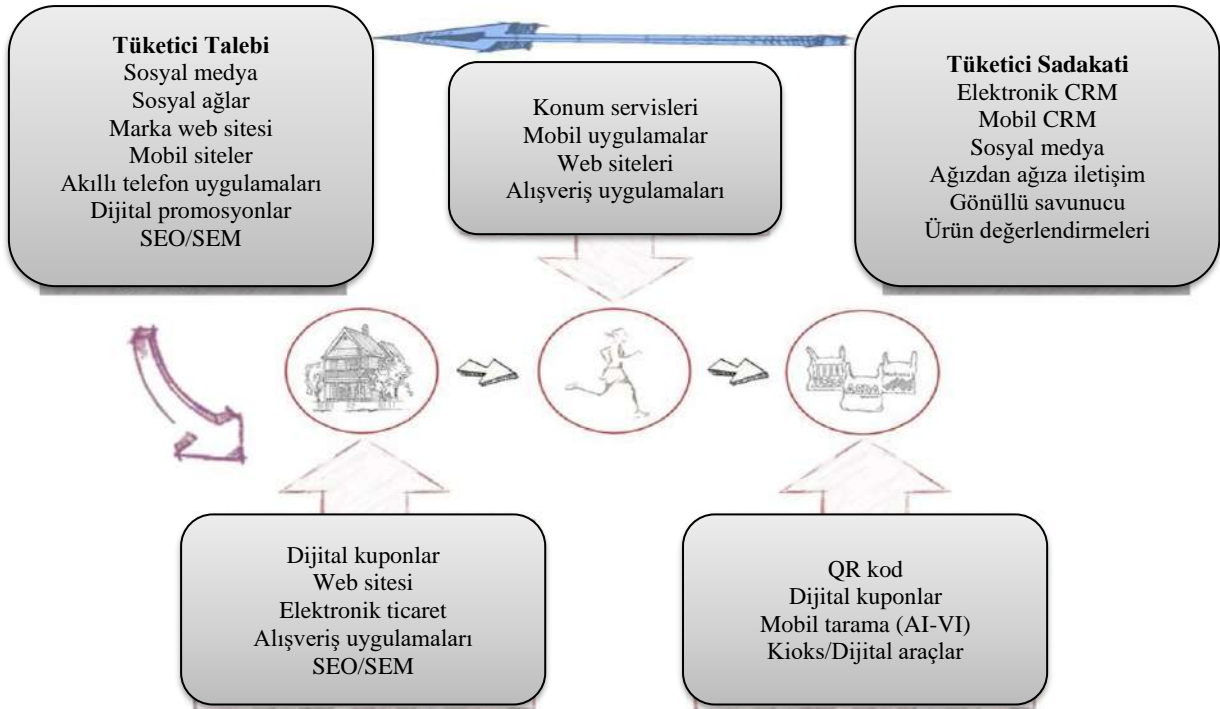 Tüketici Talebi
Sosyal medya
Sosyal ağlar
Marka web sitesi
Mobil siteler
Akıllı telefon uygulamaları
Dijital promosyonlar
SEO/SEM
Konum servisleri
Mobil uygulamalar
Web siteleri
Alışveriş uygulamaları
Tüketici Sadakati
Elektronik CRM
Mobil CRM
Sosyal medya
Ağızdan ağıza iletişim
Gönüllü savunucu
Ürün değerlendirmeleri
Dijital kuponlar
Web sitesi
Elektronik ticaret
Alışveriş uygulamaları
SEO/SEM
QR kod
Dijital kuponlar
Mobil tarama (AI-VI)
Kioks/Dijital araçlar